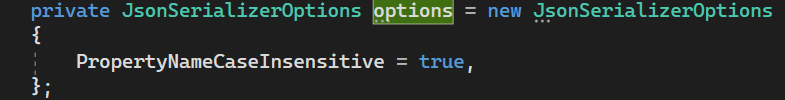 private JsonSerializerOptions options = new JsonSerializerOptions
{
    PropertyNameCaseInsensitive = true,
};